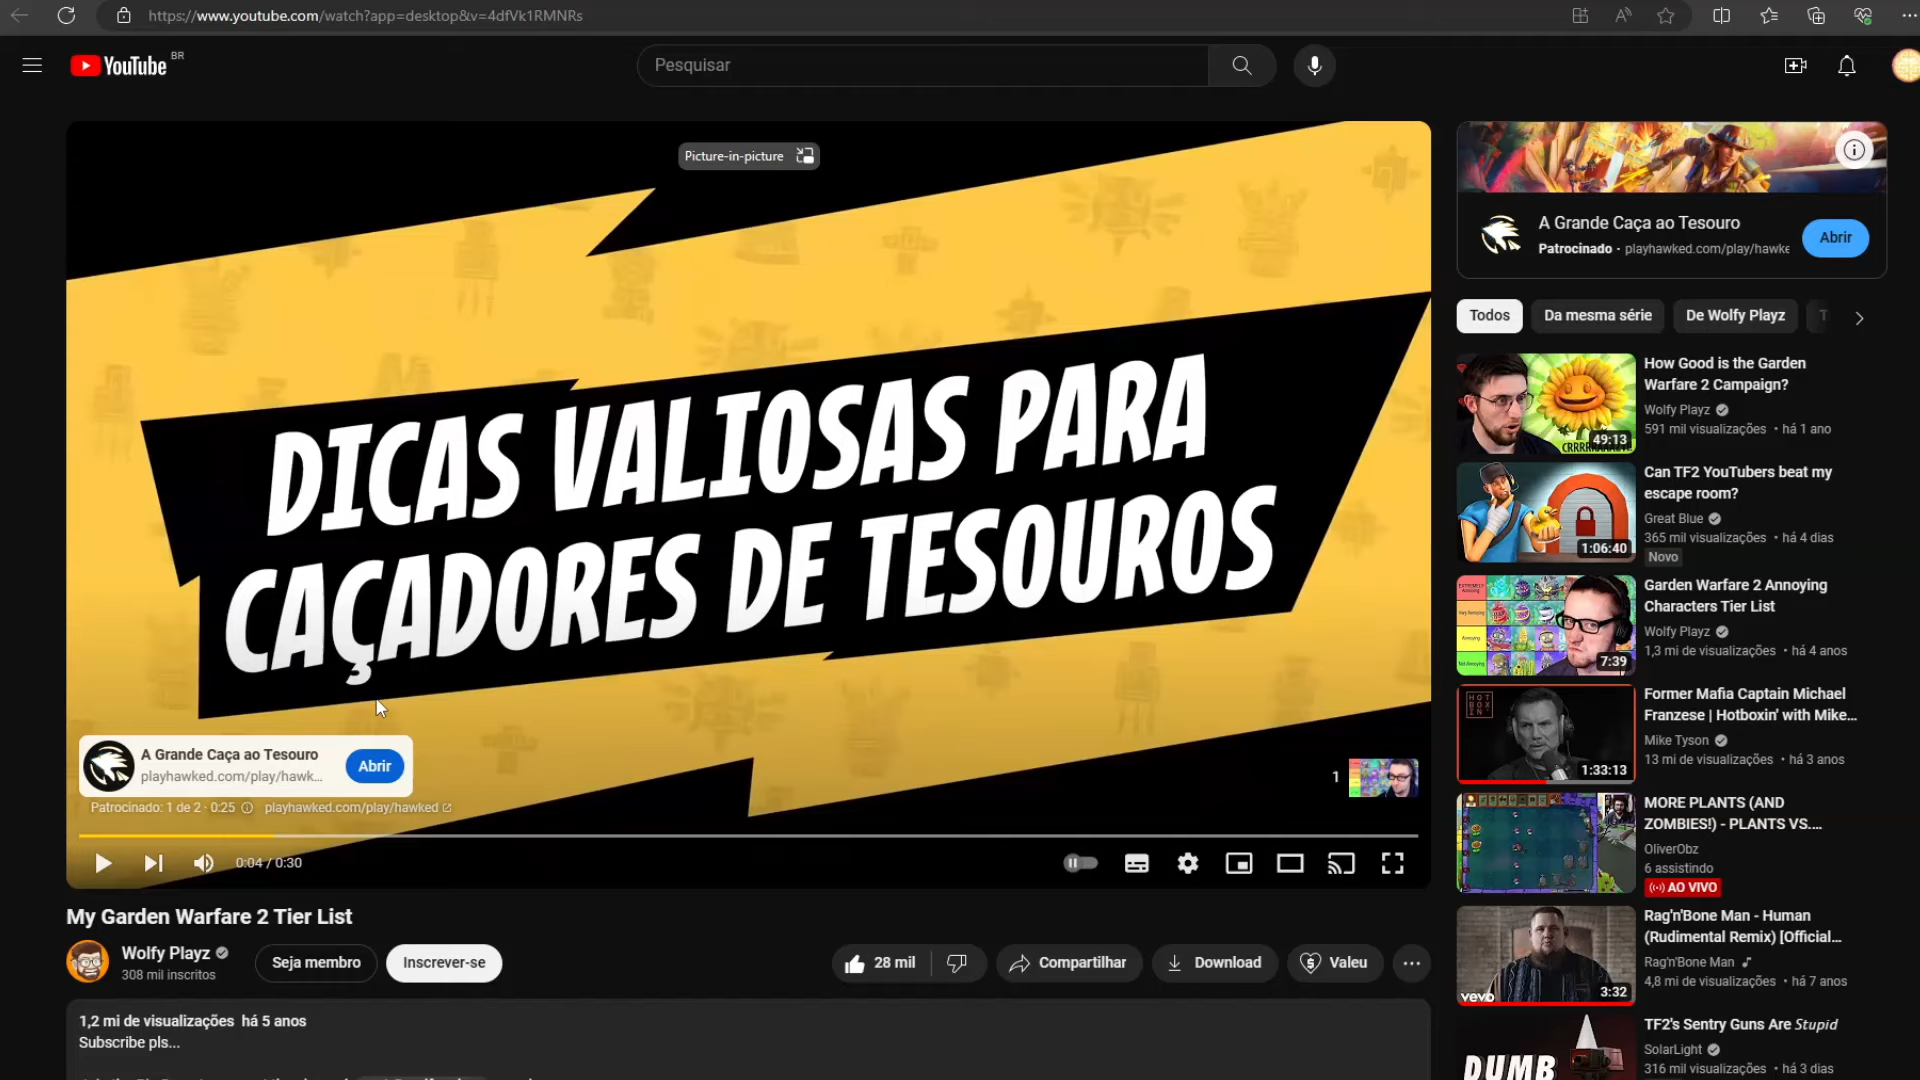 https://www.youtube.com/watch?app=desktop&v=4dfVk1RMNRs
YouTube BR
Pesquisar
Picture-in-picture
DICAS VALIOSAS PARA
CAÇADORES DE TESOUROS
A Grande Caça ao Tesouro
playhawked.com/play/hawk...
Abrir
Patrocinado: 1 de 2 · 0:25 playhawked.com/play/hawked
1
0:04 / 0:30
My Garden Warfare 2 Tier List
Wolfy Playz
308 mil inscritos
Seja membro
Inscrever-se
28 mil
Compartilhar
Download
Valeu
1,2 mi de visualizações há 5 anos
Subscribe pls...
A Grande Caça ao Tesouro
Patrocinado · playhawked.com/play/hawke
Abrir
Todos
Da mesma série
De Wolfy Playz
T
49:13
How Good is the Garden
Warfare 2 Campaign?
Wolfy Playz
591 mil visualizações • há 1 ano
1:06:40
Can TF2 YouTubers beat my
escape room?
Great Blue
365 mil visualizações • há 4 dias
Novo
7:39
Garden Warfare 2 Annoying
Characters Tier List
Wolfy Playz
1,3 mi de visualizações • há 4 anos
HOT
BOX
IN'
1:33:13
Former Mafia Captain Michael
Franzese | Hotboxin' with Mike...
Mike Tyson
13 mi de visualizações • há 3 anos
MORE PLANTS (AND
ZOMBIES!) - PLANTS VS....
OliverObz
6 assistindo
AO VIVO
vevo
3:32
Rag'n'Bone Man - Human
(Rudimental Remix) [Official...
Rag'n'Bone Man
4,8 mi de visualizações • há 7 anos
DUMB
TF2's Sentry Guns Are Stupid
SolarLight
316 mil visualizações • há 3 dias